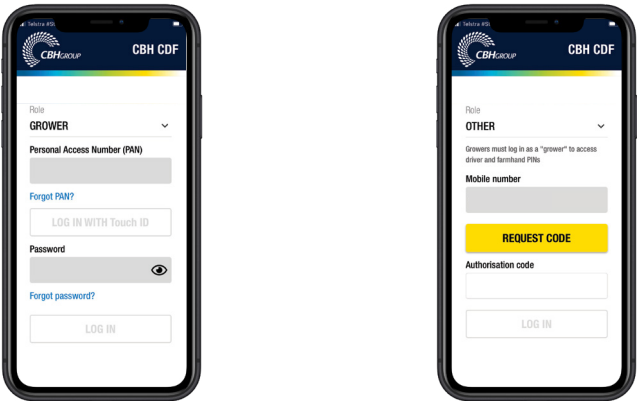 Telstra
CBHGROUP
CBH CDF
Role
GROWER
Personal Access Number (PAN)
Forgot PAN?
LOG IN WITH Touch ID
Password
Forgot password?
LOG IN
Telstra
CBHGROUP
CBH CDF
Role
OTHER
Growers must log in as a "grower" to access
driver and farmhand PINs
Mobile number
REQUEST CODE
Authorisation code
LOG IN